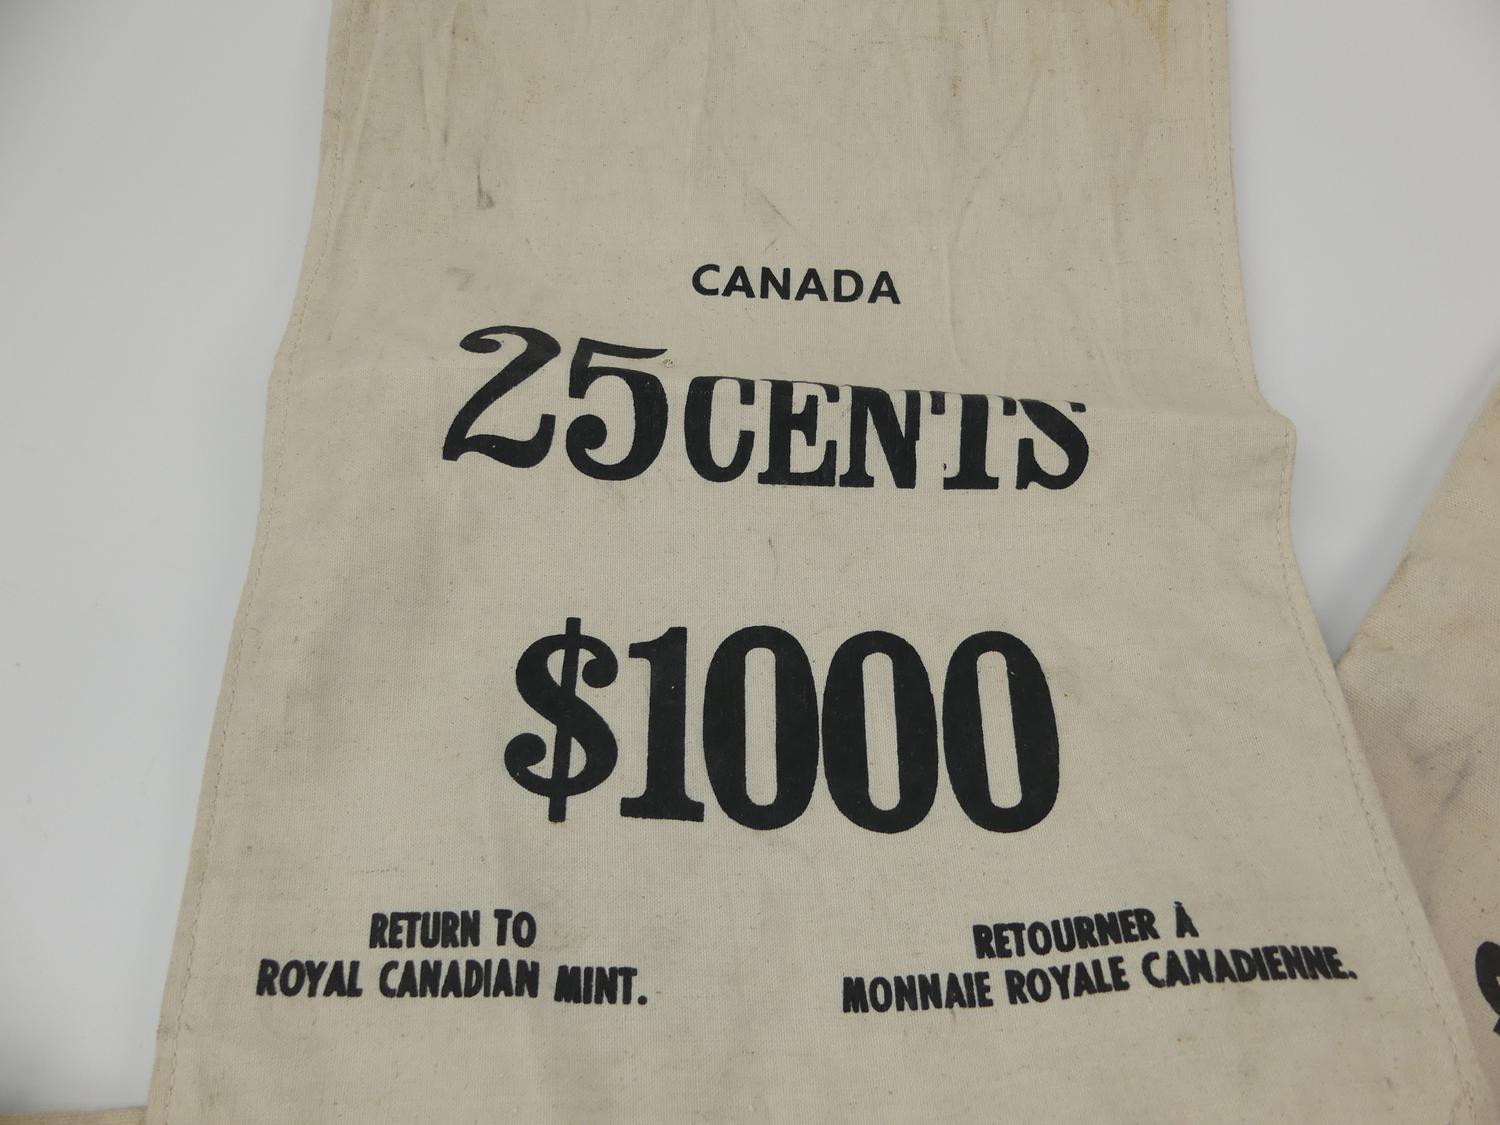 CANADA
25 CENTS
$1000
RETURN TO
ROYAL CANADIAN MINT.
RETOURNER À
MONNAIE ROYALE CANADIENNE.